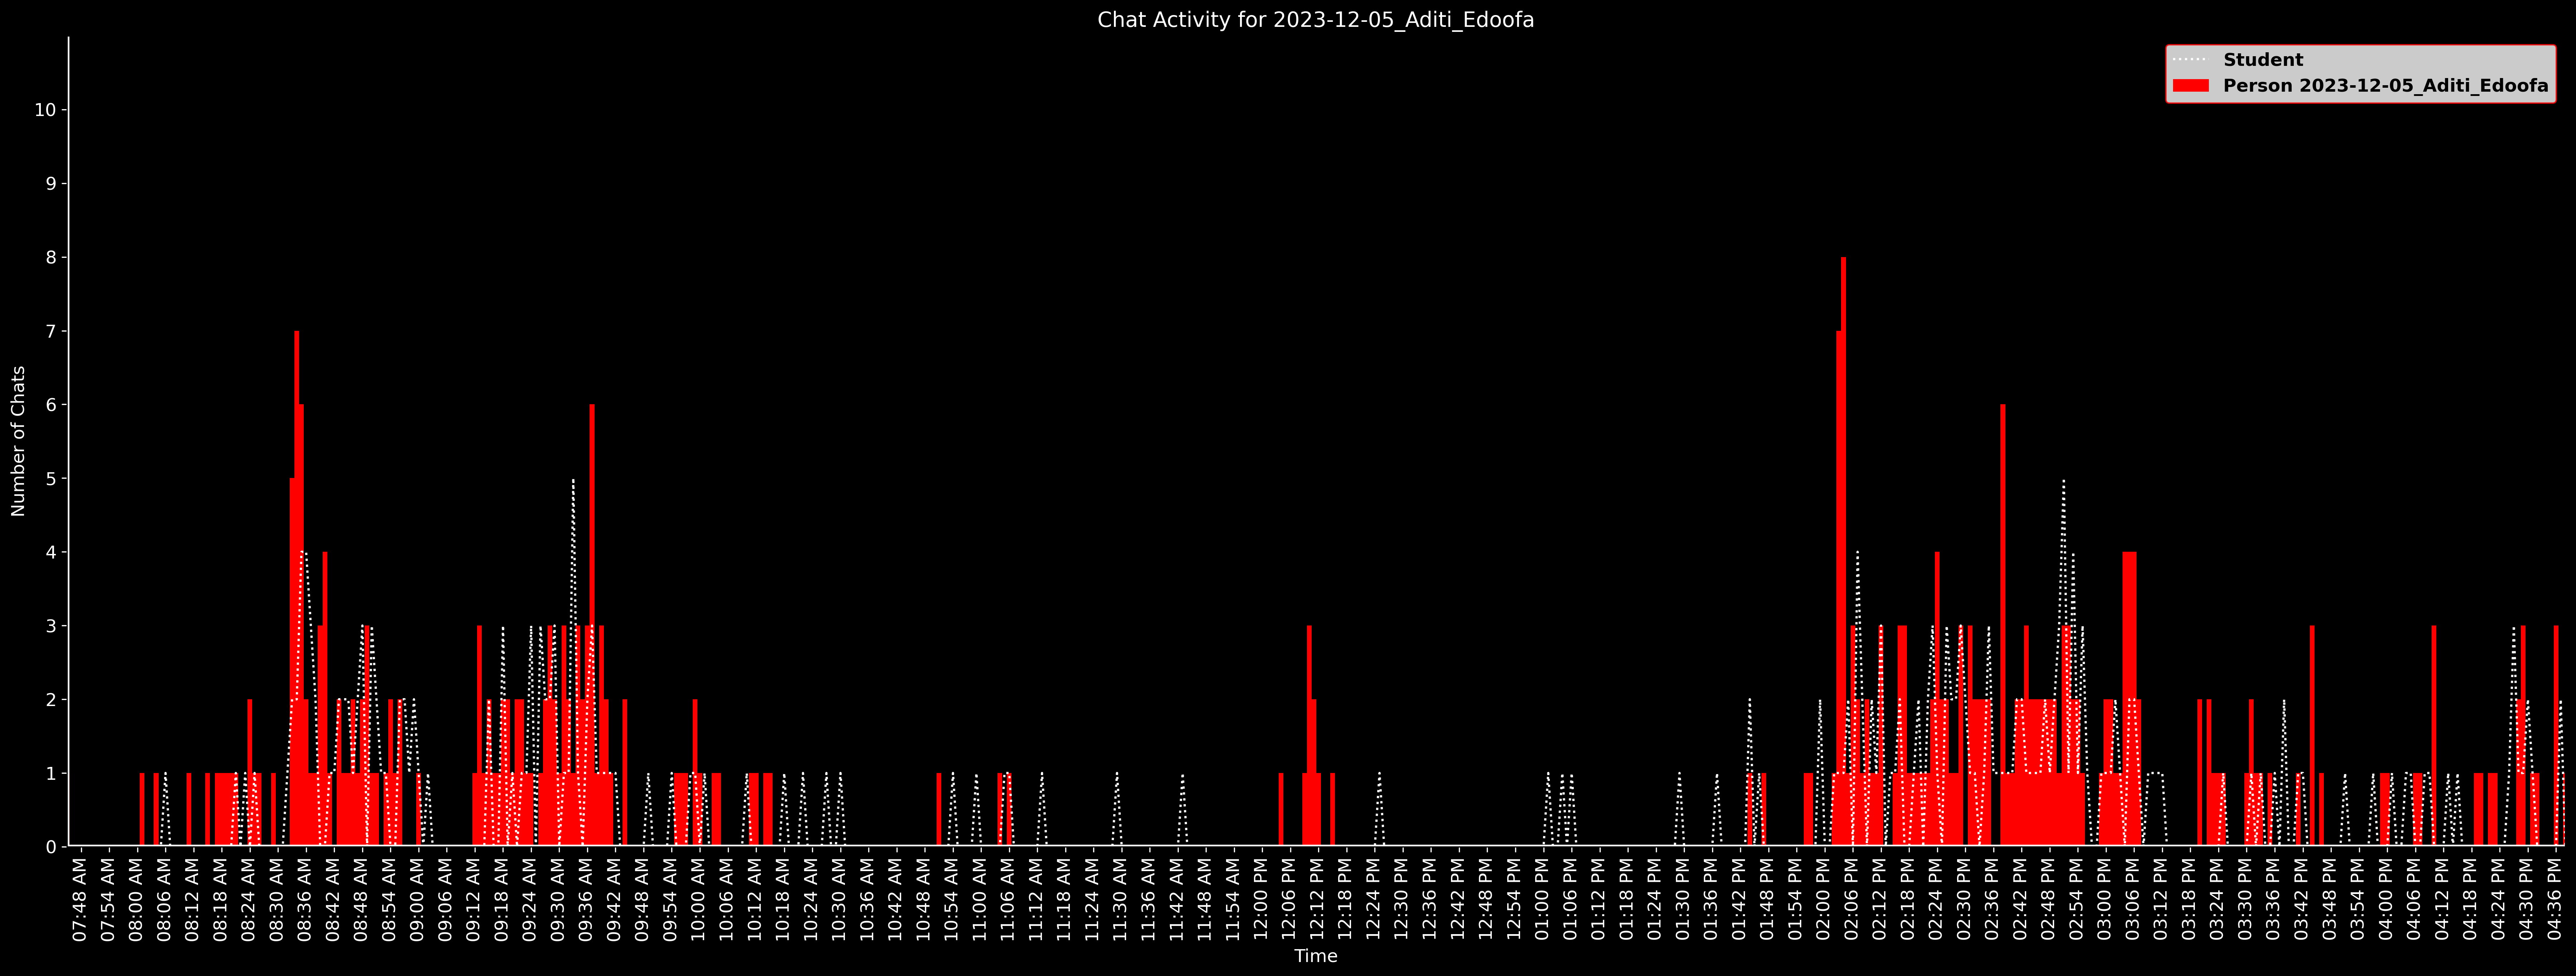 Chat Activity for 2023-12-05_Aditi_Edoofa
Student
Person 2023-12-05_Aditi_Edoofa
Number of Chats
10
9
8
7
6
5
4
3
2
1
0
07:48 AM
07:54 AM
08:00 AM
08:06 AM
08:12 AM
08:18 AM
08:24 AM
08:30 AM
08:36 AM
08:42 AM
08:48 AM
08:54 AM
09:00 AM
09:06 AM
09:12 AM
09:18 AM
09:24 AM
09:30 AM
09:36 AM
09:42 AM
09:48 AM
09:54 AM
10:00 AM
10:06 AM
10:12 AM
10:18 AM
10:24 AM
10:30 AM
10:36 AM
10:42 AM
10:48 AM
10:54 AM
11:00 AM
11:06 AM
11:12 AM
11:18 AM
11:24 AM
11:30 AM
11:36 AM
11:42 AM
11:48 AM
11:54 AM
12:00 PM
12:06 PM
12:12 PM
12:18 PM
12:24 PM
12:30 PM
12:36 PM
12:42 PM
12:48 PM
12:54 PM
01:00 PM
01:06 PM
01:12 PM
01:18 PM
01:24 PM
01:30 PM
01:36 PM
01:42 PM
01:48 PM
01:54 PM
02:00 PM
02:06 PM
02:12 PM
02:18 PM
02:24 PM
02:30 PM
02:36 PM
02:42 PM
02:48 PM
02:54 PM
03:00 PM
03:06 PM
03:12 PM
03:18 PM
03:24 PM
03:30 PM
03:36 PM
03:42 PM
03:48 PM
03:54 PM
04:00 PM
04:06 PM
04:12 PM
04:18 PM
04:24 PM
04:30 PM
04:36 PM
Time